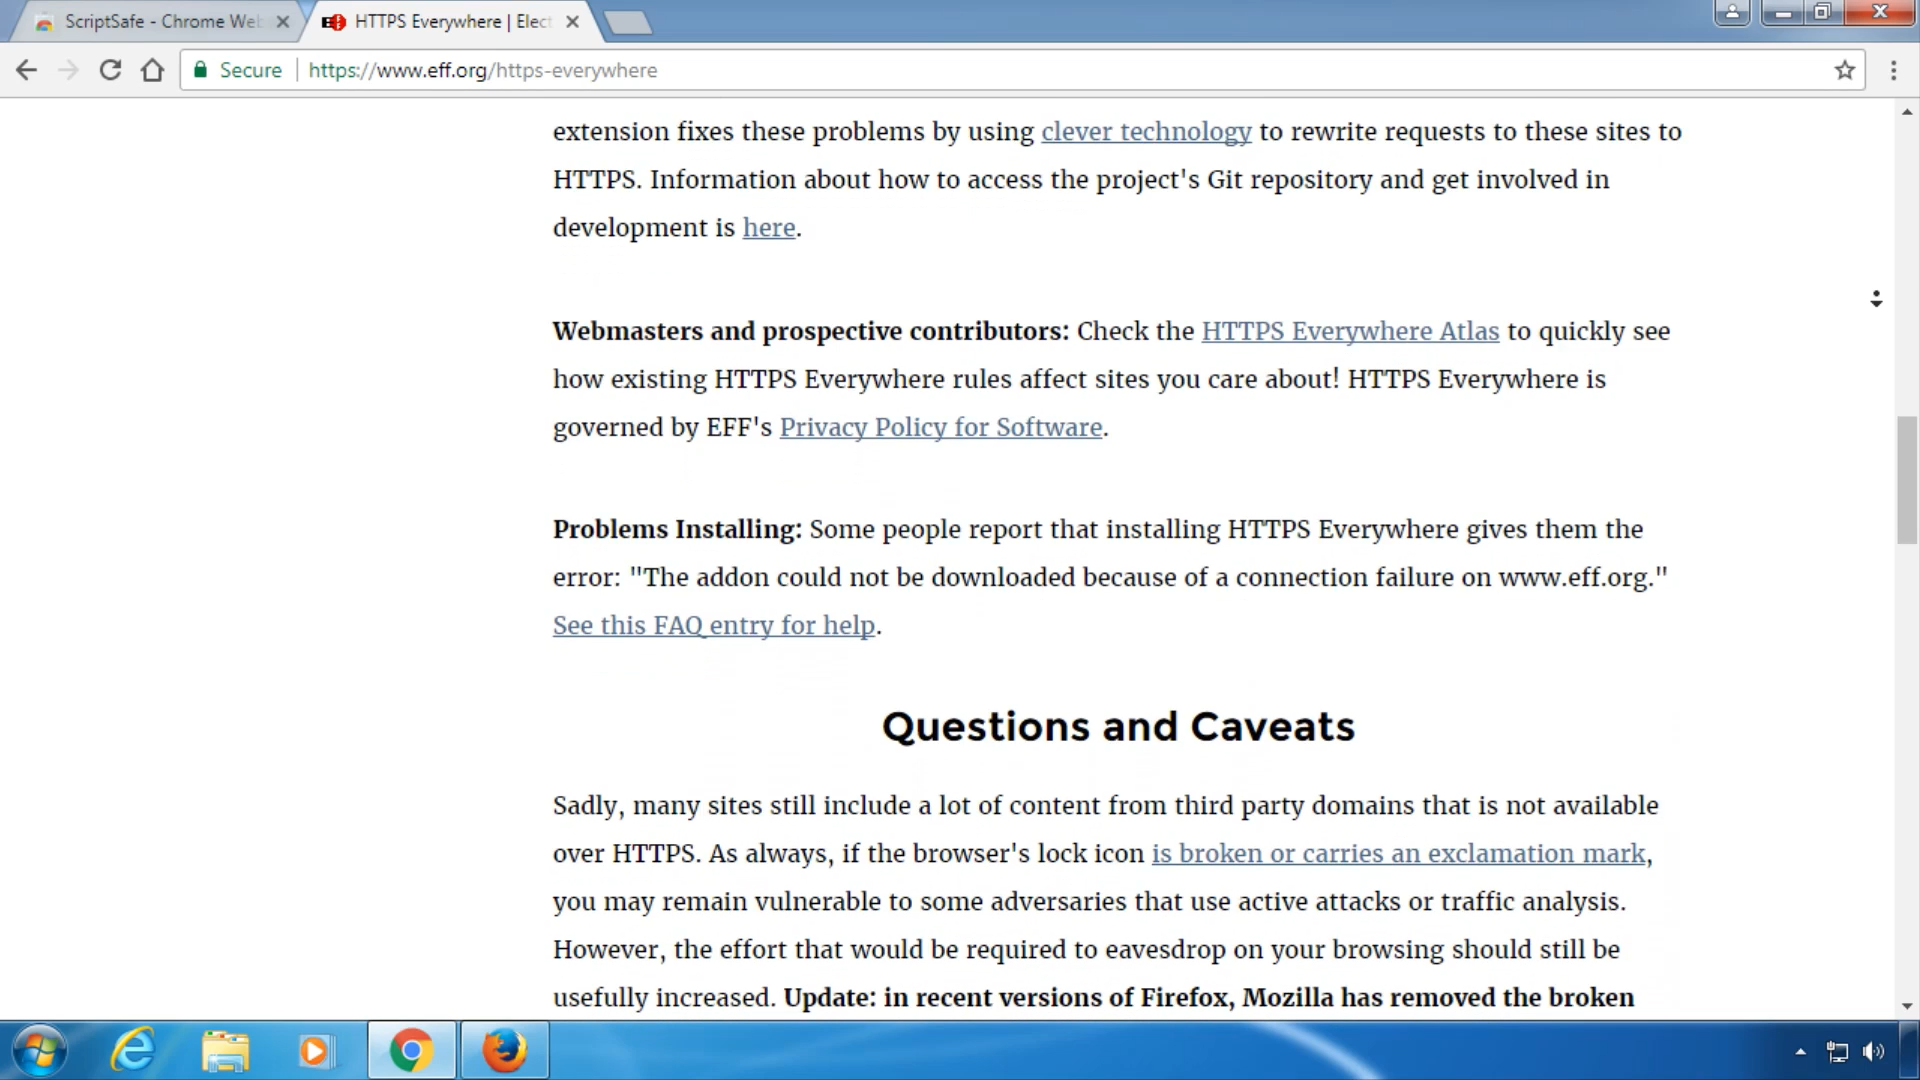 ScriptSafe - Chrome Web
HTTPS Everywhere | Elect
Secure
https://www.eff.org/https-everywhere
extension fixes these problems by using clever technology to rewrite requests to these sites to
HTTPS. Information about how to access the project's Git repository and get involved in
development is here.
Webmasters and prospective contributors: Check the HTTPS Everywhere Atlas to quickly see
how existing HTTPS Everywhere rules affect sites you care about! HTTPS Everywhere is
governed by EFF's Privacy Policy for Software.
Problems Installing: Some people report that installing HTTPS Everywhere gives them the
error: "The addon could not be downloaded because of a connection failure on www.eff.org."
See this FAQ entry for help.
Questions and Caveats
Sadly, many sites still include a lot of content from third party domains that is not available
over HTTPS. As always, if the browser's lock icon is broken or carries an exclamation mark,
you may remain vulnerable to some adversaries that use active attacks or traffic analysis.
However, the effort that would be required to eavesdrop on your browsing should still be
usefully increased. Update: in recent versions of Firefox, Mozilla has removed the broken